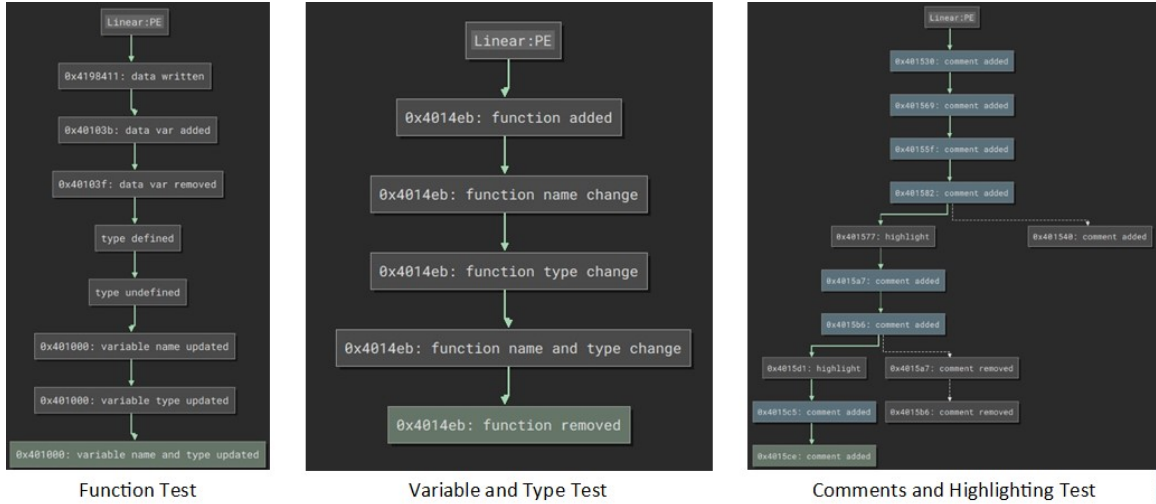 Linear:PE
0x4198411: data written
0x40103b: data var added
0x40103f: data var removed
type defined
type undefined
0x401000: variable name updated
0x401000: variable type updated
0x401000: variable name and type updated
Function Test
Linear:PE
0x4014eb: function added
0x4014eb: function name change
0x4014eb: function type change
0x4014eb: function name and type change
0x4014eb: function removed
Variable and Type Test
Linear:PE
0x401530: comment added
0x401569: comment added
0x40155f: comment added
0x401582: comment added
0x401577: highlight
0x401540: comment added
0x4015a7: comment added
0x4015b6: comment added
0x4015d1: highlight
0x4015a7: comment removed
0x4015c5: comment added
0x4015b6: comment removed
0x4015ce: comment added
Comments and Highlighting Test